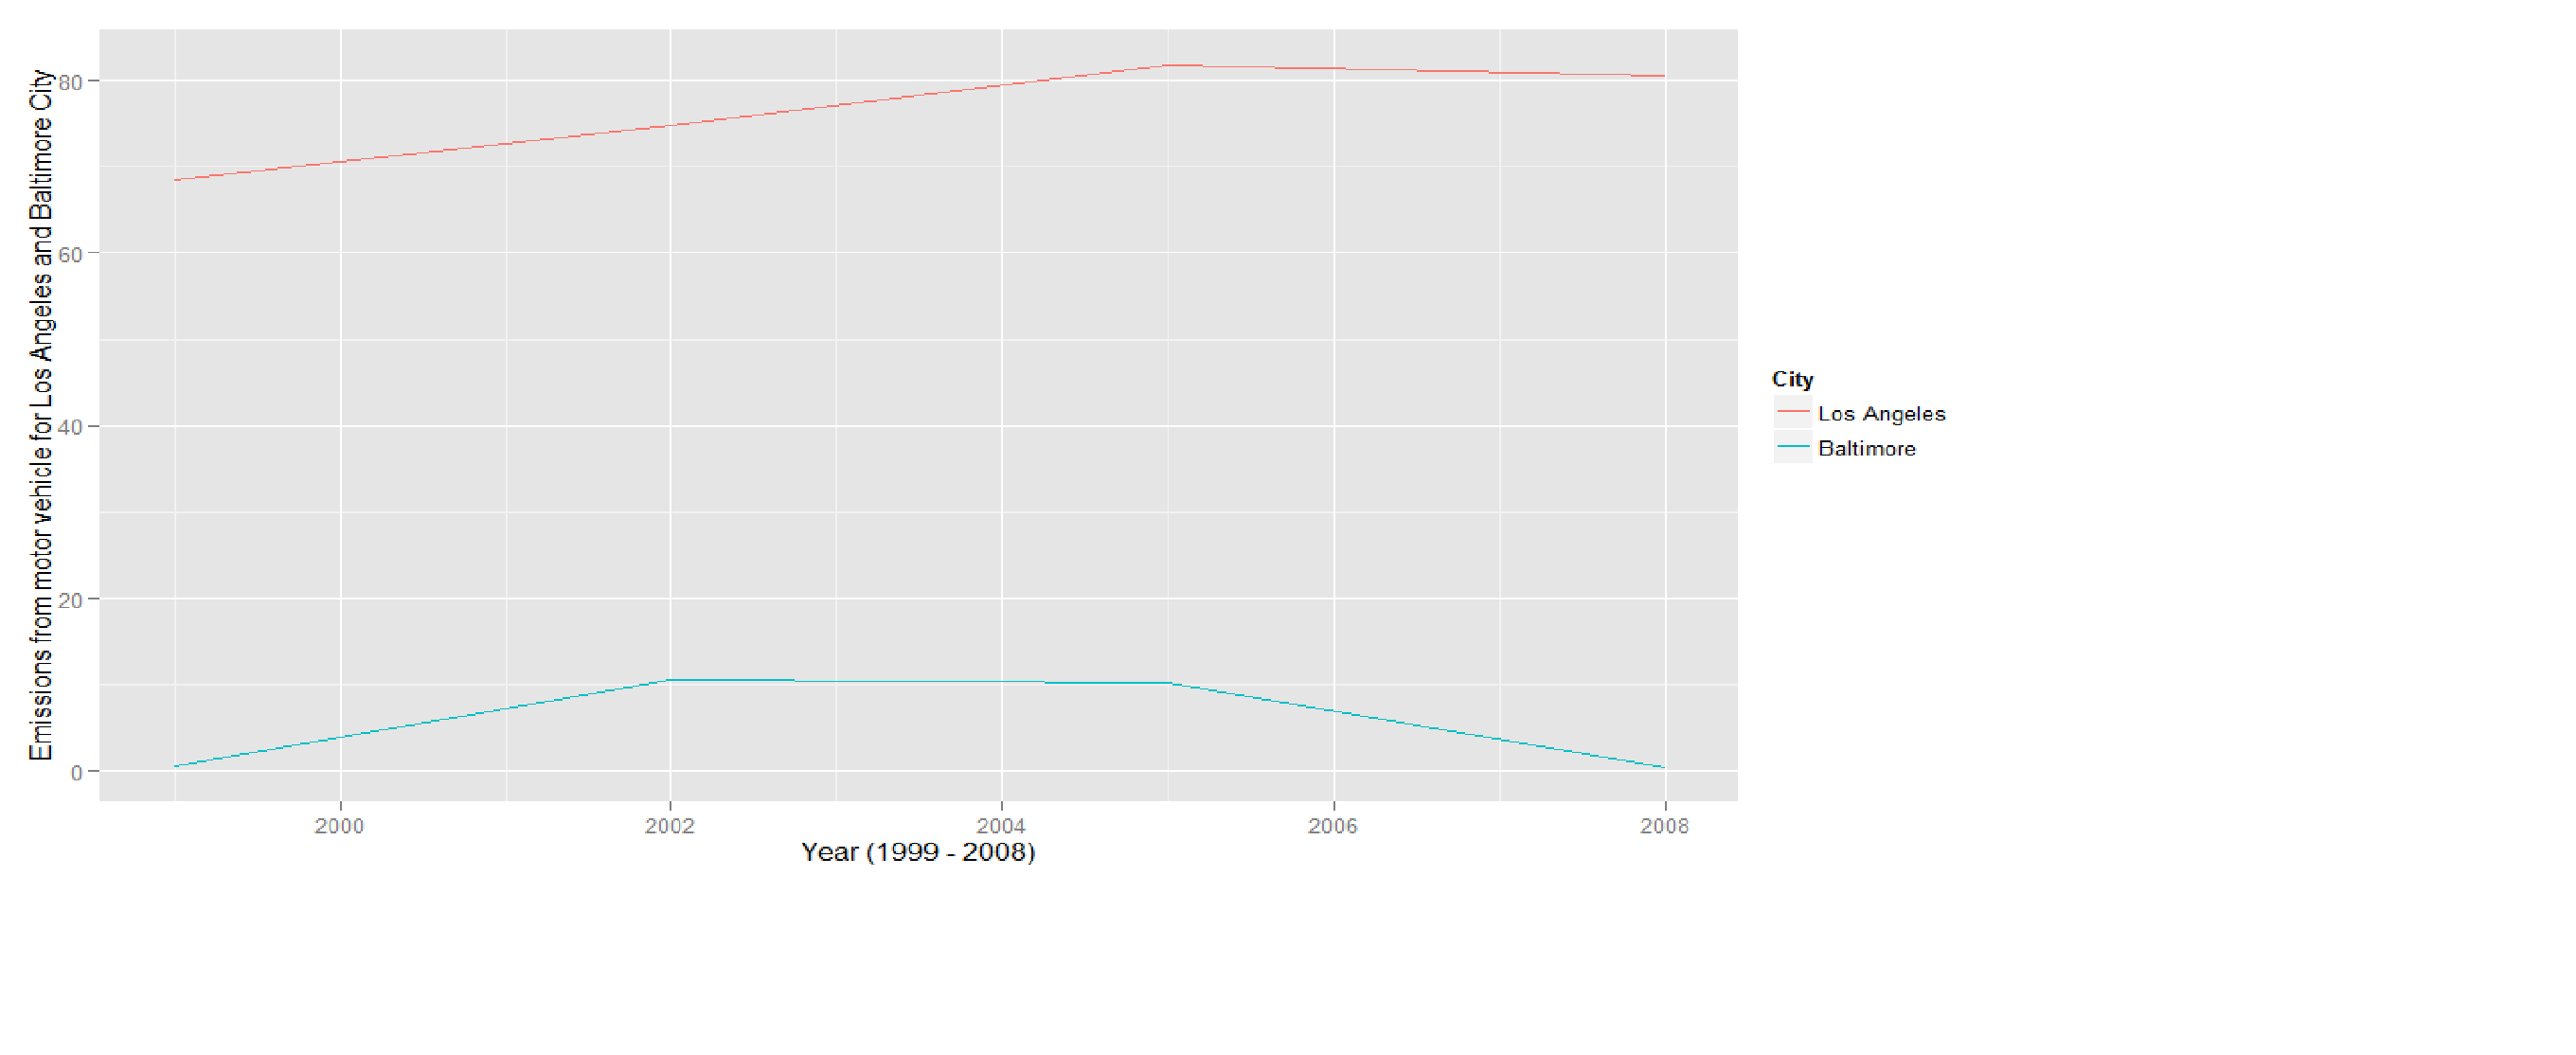 Emissions from motor vehicle for Los Angeles and Baltimore City
80
60
40
20
0
2000 2002 2004 2006 2008
Year (1999 - 2008)
City
Los Angeles
Baltimore